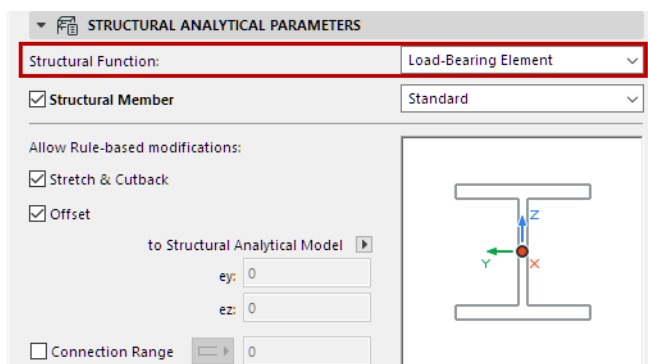 STRUCTURAL ANALYTICAL PARAMETERS
Structural Function: Load-Bearing Element
Structural Member Standard
Allow Rule-based modifications:
Stretch & Cutback
Offset
to Structural Analytical Model
ey: 0
ez: 0
Connection Range 0
Z
Y X